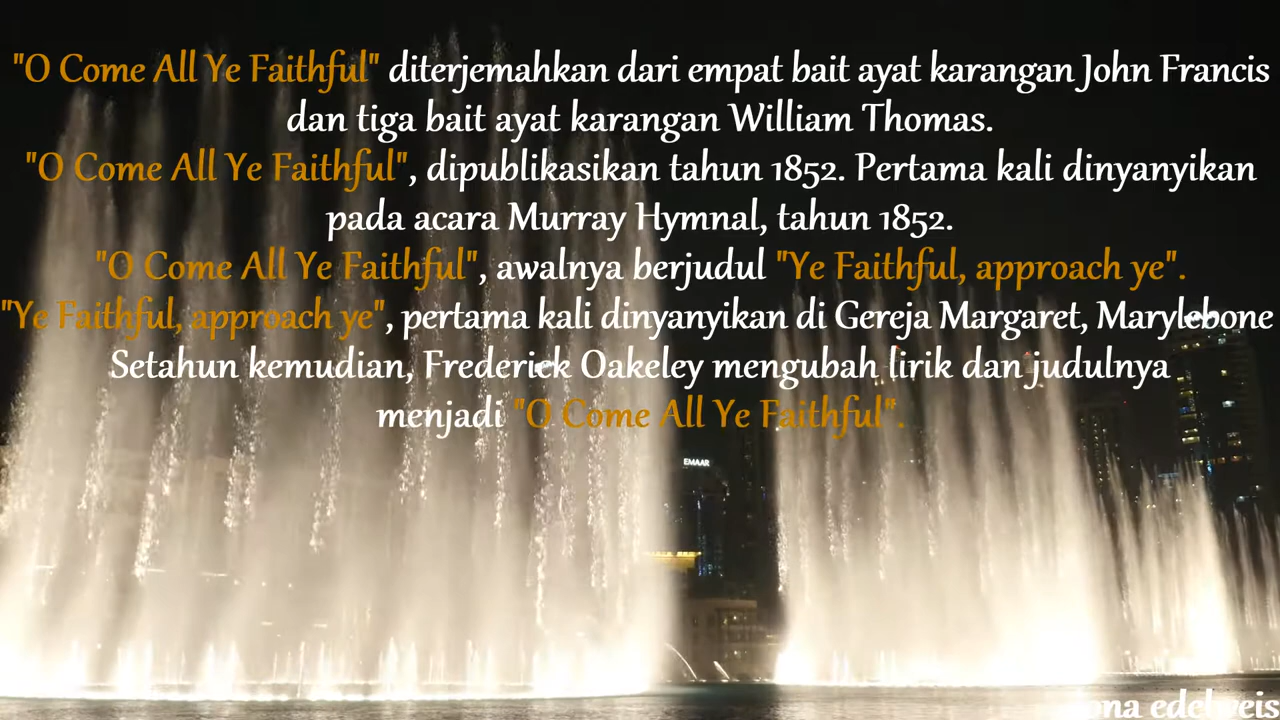 "O Come All Ye Faithful" diterjemahkan dari empat bait ayat karangan John Francis
dan tiga bait ayat karangan William Thomas.
"O Come All Ye Faithful", dipublikasikan tahun 1852. Pertama kali dinyanyikan
pada acara Murray Hymnal, tahun 1852.
"O Come All Ye Faithful", awalnya berjudul "Ye Faithful, approach ye".
"Ye Faithful, approach ye", pertama kali dinyanyikan di Gereja Margaret, Marylebone
Setahun kemudian, Frederick Oakeley mengubah lirik dan judulnya
menjadi "O Come All Ye Faithful".
EMAAR
edelweis